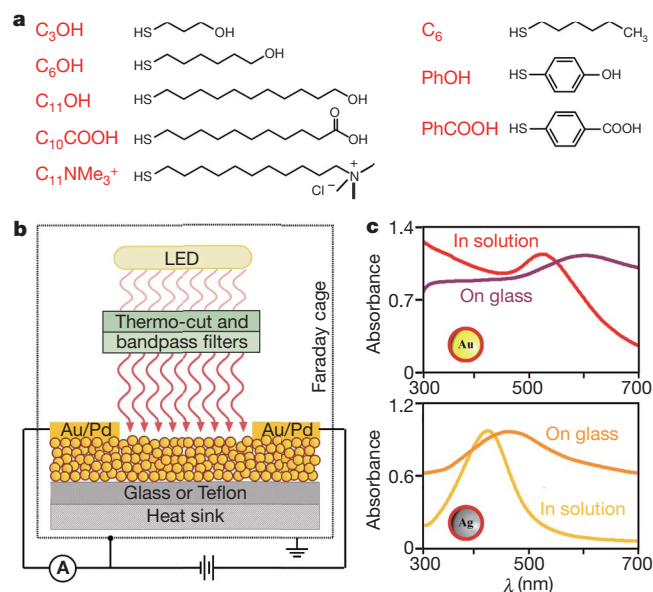 a
C₃OH
HS
OH
C₆OH
HS
OH
C₁₁OH
HS
OH
C₁₀COOH
HS
O
OH
C₁₁NMe₃⁺
HS
N
+
Cl⁻
C₆
HS
CH₃
PhOH
HS
OH
PhCOOH
HS
COOH
b
LED
Thermo-cut and
bandpass filters
Faraday cage
Au/Pd
Au/Pd
Glass or Teflon
Heat sink
A
c
1.4
0.7
0
Absorbance
In solution
On glass
Au
300
500
700
1.2
0.6
0
Absorbance
On glass
In solution
Ag
300
500
700
λ (nm)